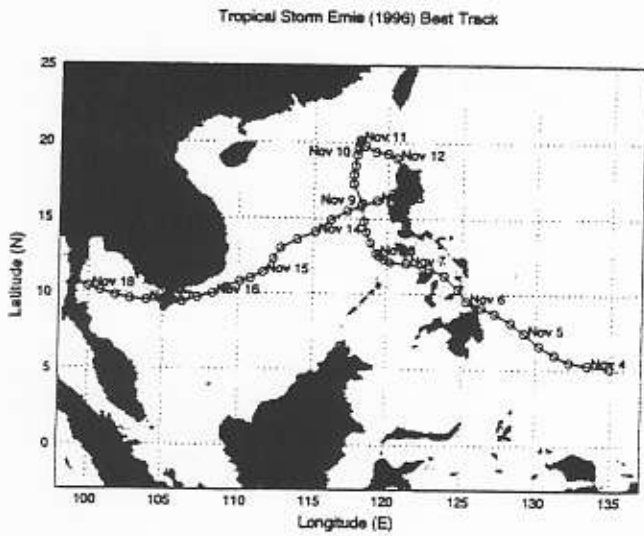 Tropical Storm Ernie (1996) Best Track
25
20
15
10
5
0
Latitude (N)
Nov 11
Nov 10
Nov 12
Nov 9
Nov 14
Nov 7
Nov 15
Nov 18
Nov 16
Nov 6
Nov 5
Nov 4
100 105 110 115 120 125 130 135
Longitude (E)